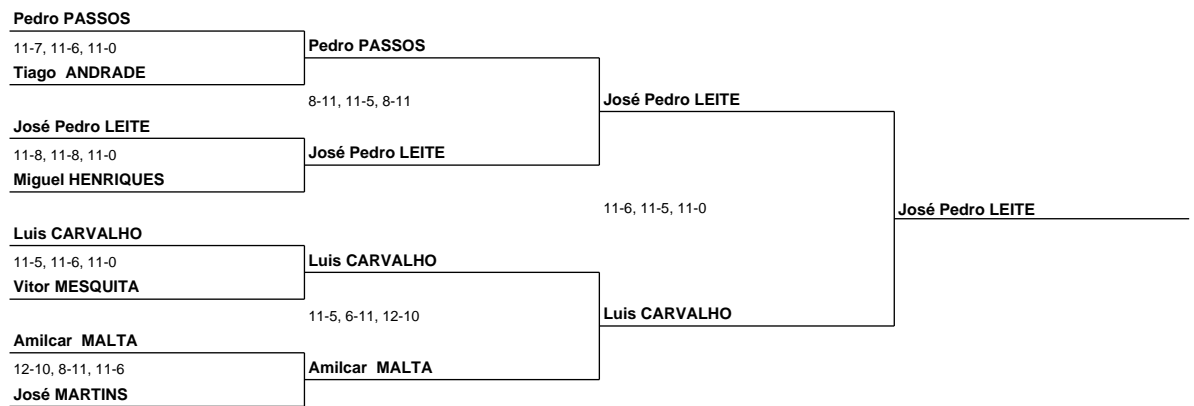 Pedro PASSOS
11-7, 11-6, 11-0
Pedro PASSOS
Tiago  ANDRADE
8-11, 11-5, 8-11
José Pedro LEITE
José Pedro LEITE
11-8, 11-8, 11-0
José Pedro LEITE
Miguel HENRIQUES
11-6, 11-5, 11-0
José Pedro LEITE
Luis CARVALHO
11-5, 11-6, 11-0
Luis CARVALHO
Vitor MESQUITA
11-5, 6-11, 12-10
Luis CARVALHO
Amilcar  MALTA
12-10, 8-11, 11-6
Amilcar  MALTA
José MARTINS